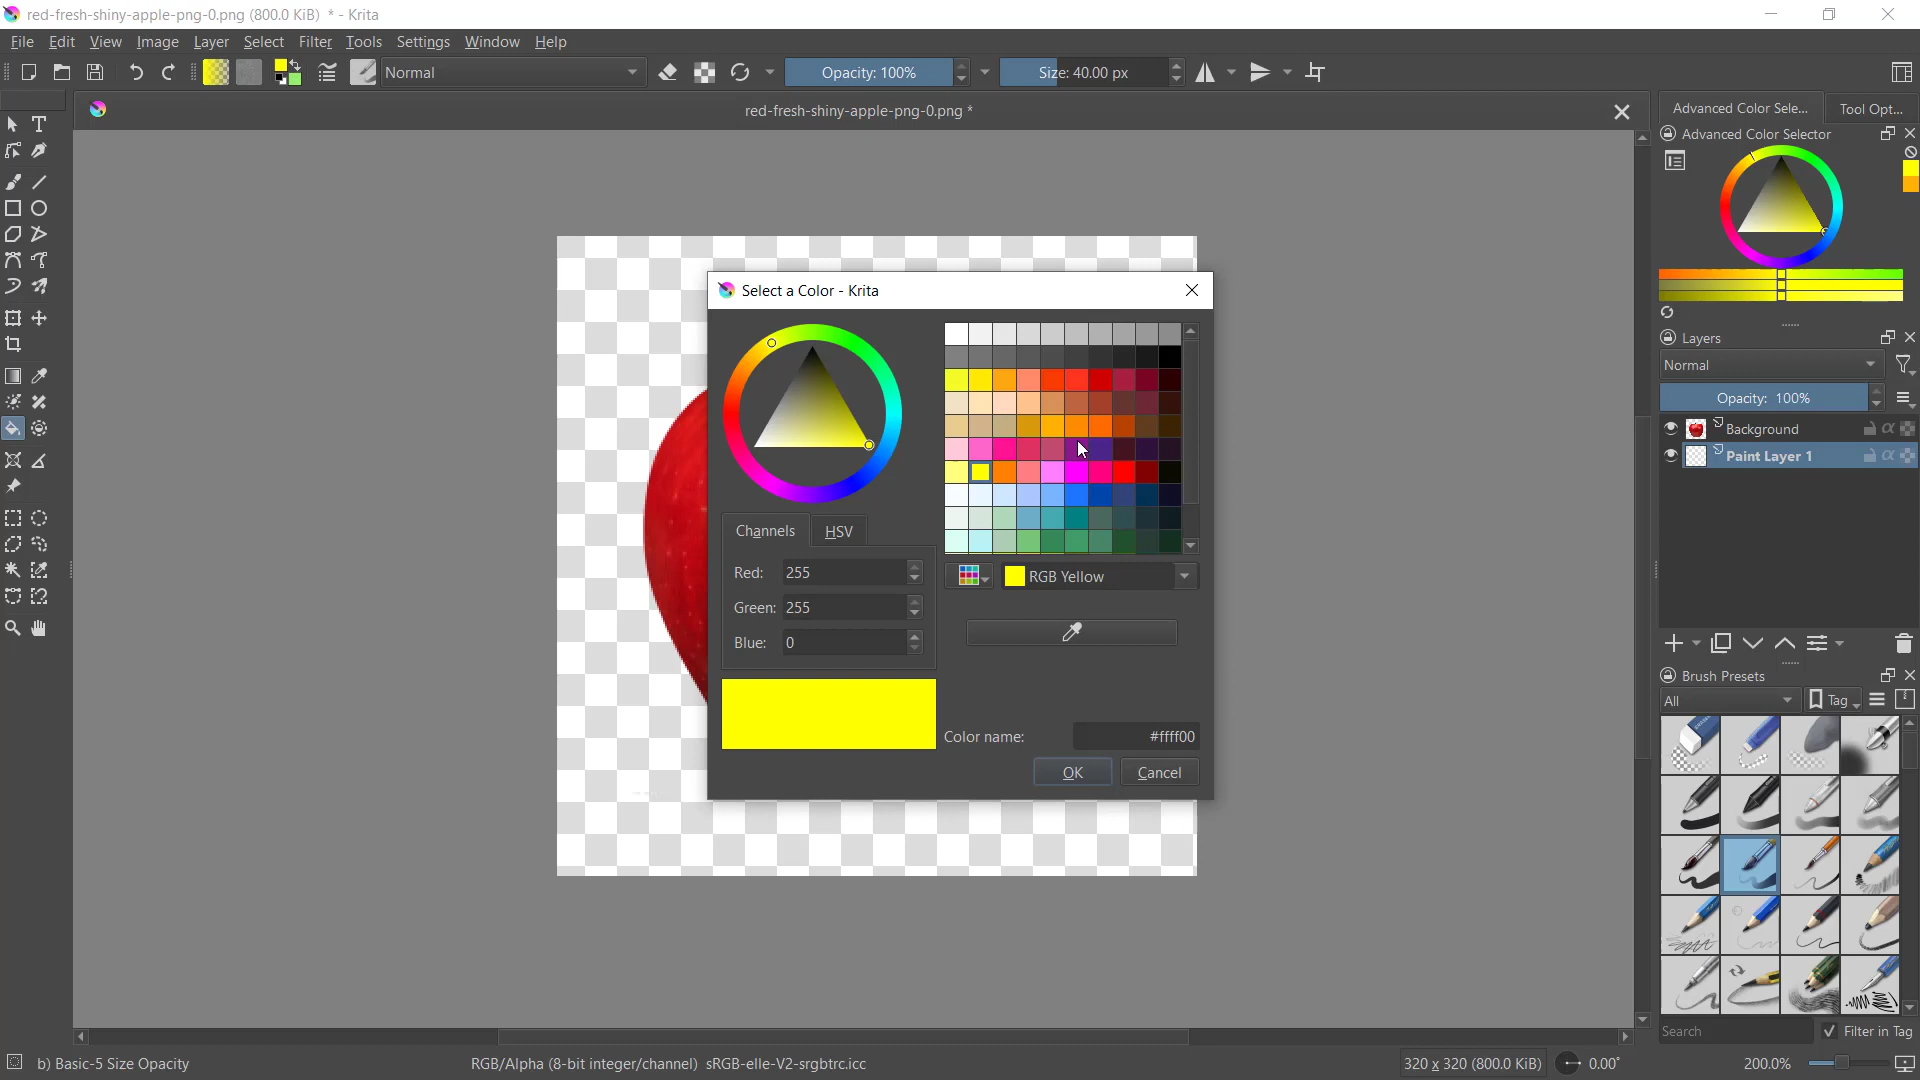 red-fresh-shiny-apple-png-0.png (800.0 KiB) * - Krita
File Edit View Image Layer Select Filter Tools Settings Window Help
Normal Opacity: 100% Size: 40.00 px
red-fresh-shiny-apple-png-0.png *
Advanced Color Sele... Tool Opt...
Advanced Color Selector
Select a Color - Krita
Channels HSV
Red: 255
Green: 255
Blue: 0
RGB Yellow
Color name: #ffff00
OK Cancel
Layers
Normal
Opacity: 100%
Background
Paint Layer 1
Brush Presets
All Tag
Search Filter in Tag
b) Basic-5 Size Opacity
RGB/Alpha (8-bit integer/channel) sRGB-elle-V2-srgbtrc.icc
320 x 320 (800.0 KiB) 0.00° 200.0%